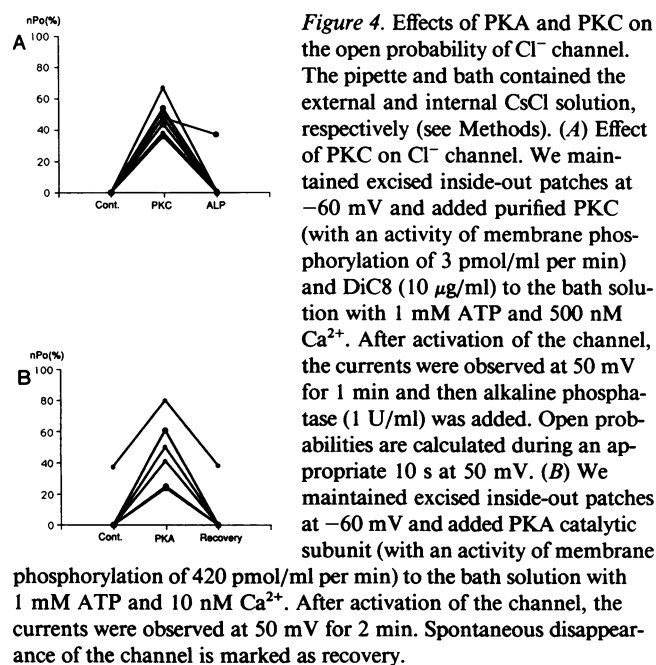 nPo(%)
A
100
80
60
40
20
0
Cont.
PKC
ALP
nPo(%)
B
100
80
60
40
20
0
Cont.
PKA
Recovery
Figure 4. Effects of PKA and PKC on
the open probability of Cl⁻ channel.
The pipette and bath contained the
external and internal CsCl solution,
respectively (see Methods). (A) Effect
of PKC on Cl⁻ channel. We main-
tained excised inside-out patches at
−60 mV and added purified PKC
(with an activity of membrane phos-
phorylation of 3 pmol/ml per min)
and DiC8 (10 μg/ml) to the bath solu-
tion with 1 mM ATP and 500 nM
Ca²⁺. After activation of the channel,
the currents were observed at 50 mV
for 1 min and then alkaline phospha-
tase (1 U/ml) was added. Open prob-
abilities are calculated during an ap-
propriate 10 s at 50 mV. (B) We
maintained excised inside-out patches
at −60 mV and added PKA catalytic
subunit (with an activity of membrane
phosphorylation of 420 pmol/ml per min) to the bath solution with
1 mM ATP and 10 nM Ca²⁺. After activation of the channel, the
currents were observed at 50 mV for 2 min. Spontaneous disappear-
ance of the channel is marked as recovery.